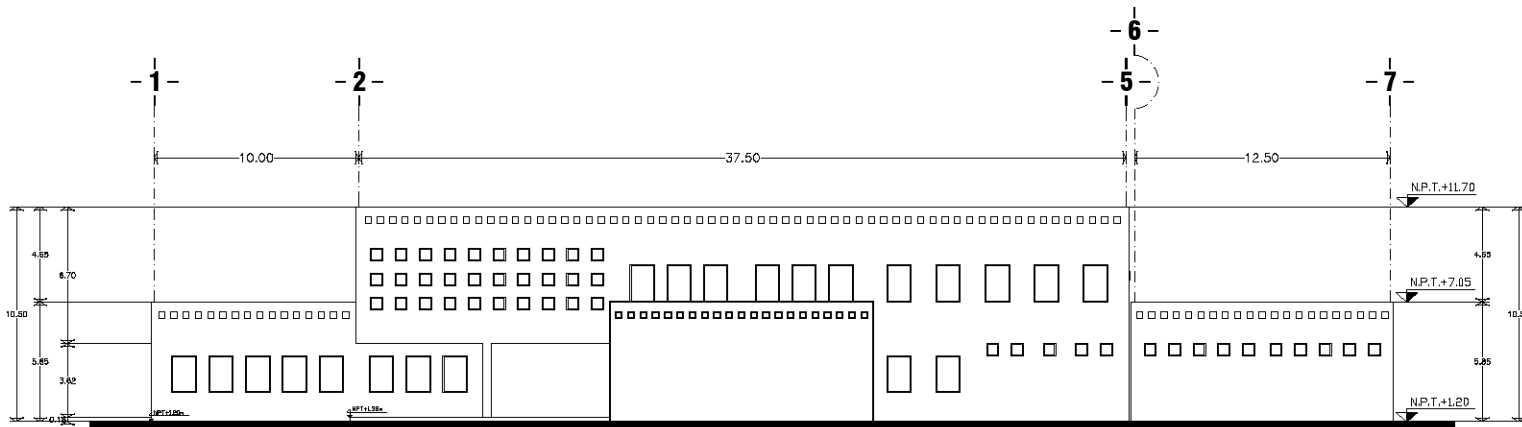 - 6 -
- 1 -
- 2 -
- 5 -
- 7 -
10.00
37.50
12.50
N.P.T.+11.70
4.65
6.70
4.65
N.P.T.+7.05
10.50
5.85
3.62
5.85
N.P.T.+1.20